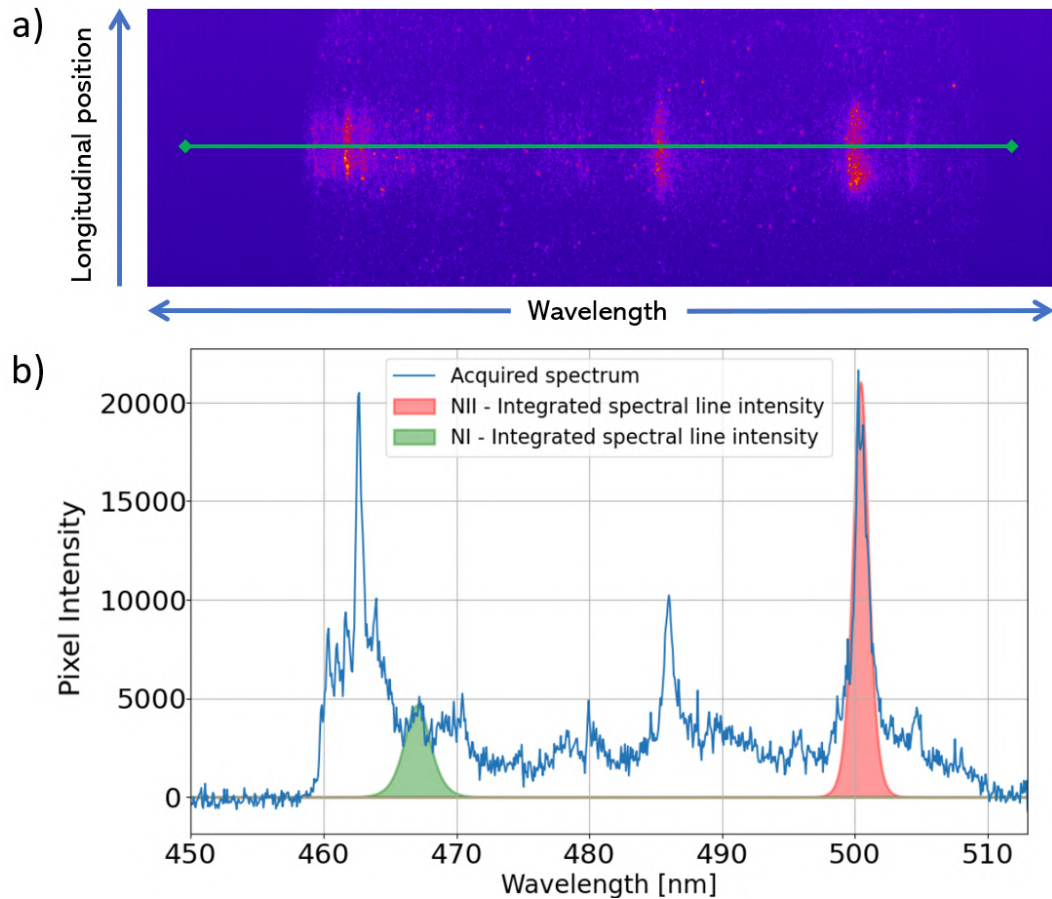 a)
Longitudinal position
Wavelength
b)
Acquired spectrum
NII - Integrated spectral line intensity
NI - Integrated spectral line intensity
Pixel Intensity
20000
15000
10000
5000
0
450 460 470 480 490 500 510
Wavelength [nm]